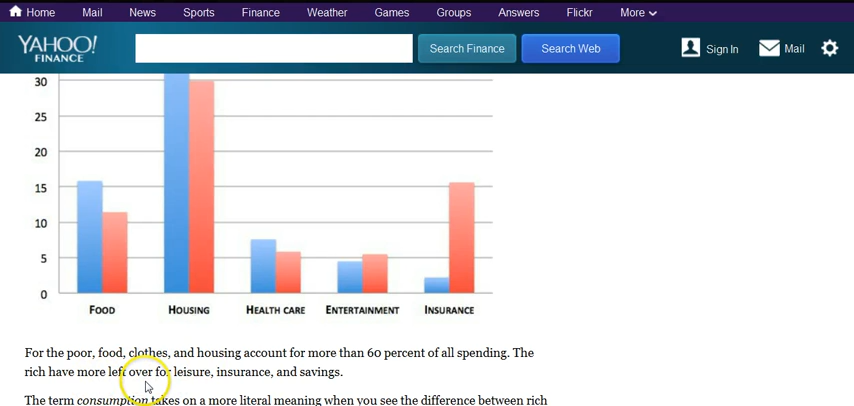 Home Mail News Sports Finance Weather Games Groups Answers Flickr More
YAHOO!
FINANCE
Search Finance Search Web Sign In Mail
30
25
20
15
10
5
0
FOOD HOUSING HEALTH CARE ENTERTAINMENT INSURANCE
For the poor, food, clothes, and housing account for more than 60 percent of all spending. The
rich have more left over for leisure, insurance, and savings.
The term consumption takes on a more literal meaning when you see the difference between rich